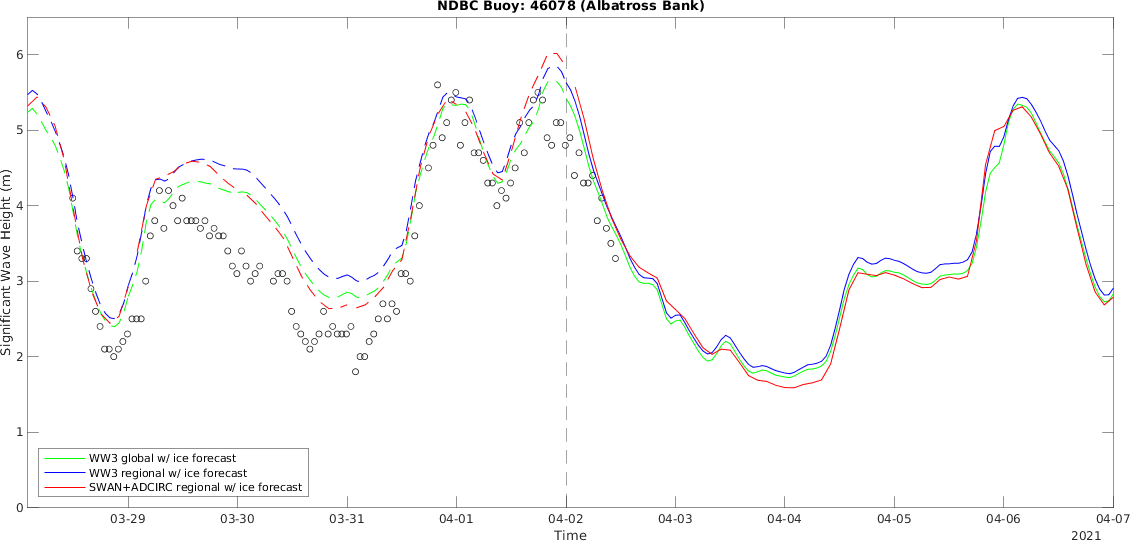 NDBC Buoy: 46078 (Albatross Bank)
Significant Wave Height (m)
6
5
4
3
2
1
0
WW3 global w/ ice forecast
WW3 regional w/ ice forecast
SWAN+ADCIRC regional w/ ice forecast
03-29 03-30 03-31 04-01 04-02 04-03 04-04 04-05 04-06 04-07
Time
2021